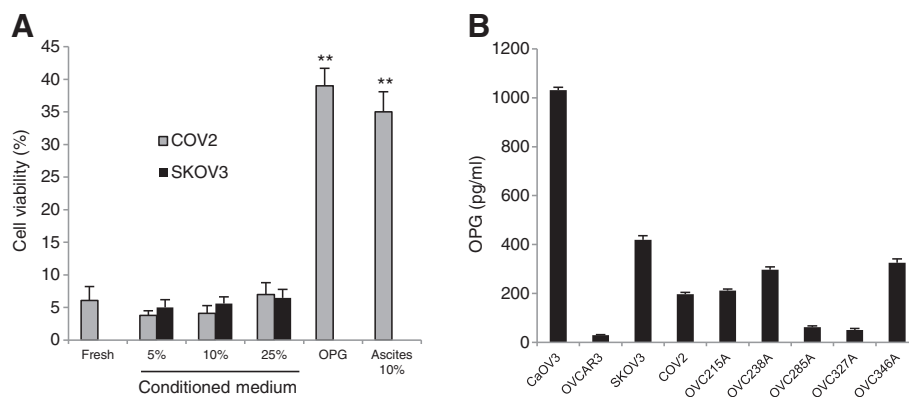 A
45
40
35
30
25
20
15
10
5
0
Cell viability (%)
COV2
SKOV3
**
**
Fresh
5%
10%
25%
OPG
Ascites
10%
Conditioned medium
B
1200
1000
800
600
400
200
0
OPG (pg/ml)
CaOV3
OVCAR3
SKOV3
COV2
OVC215A
OVC238A
OVC285A
OVC327A
OVC346A